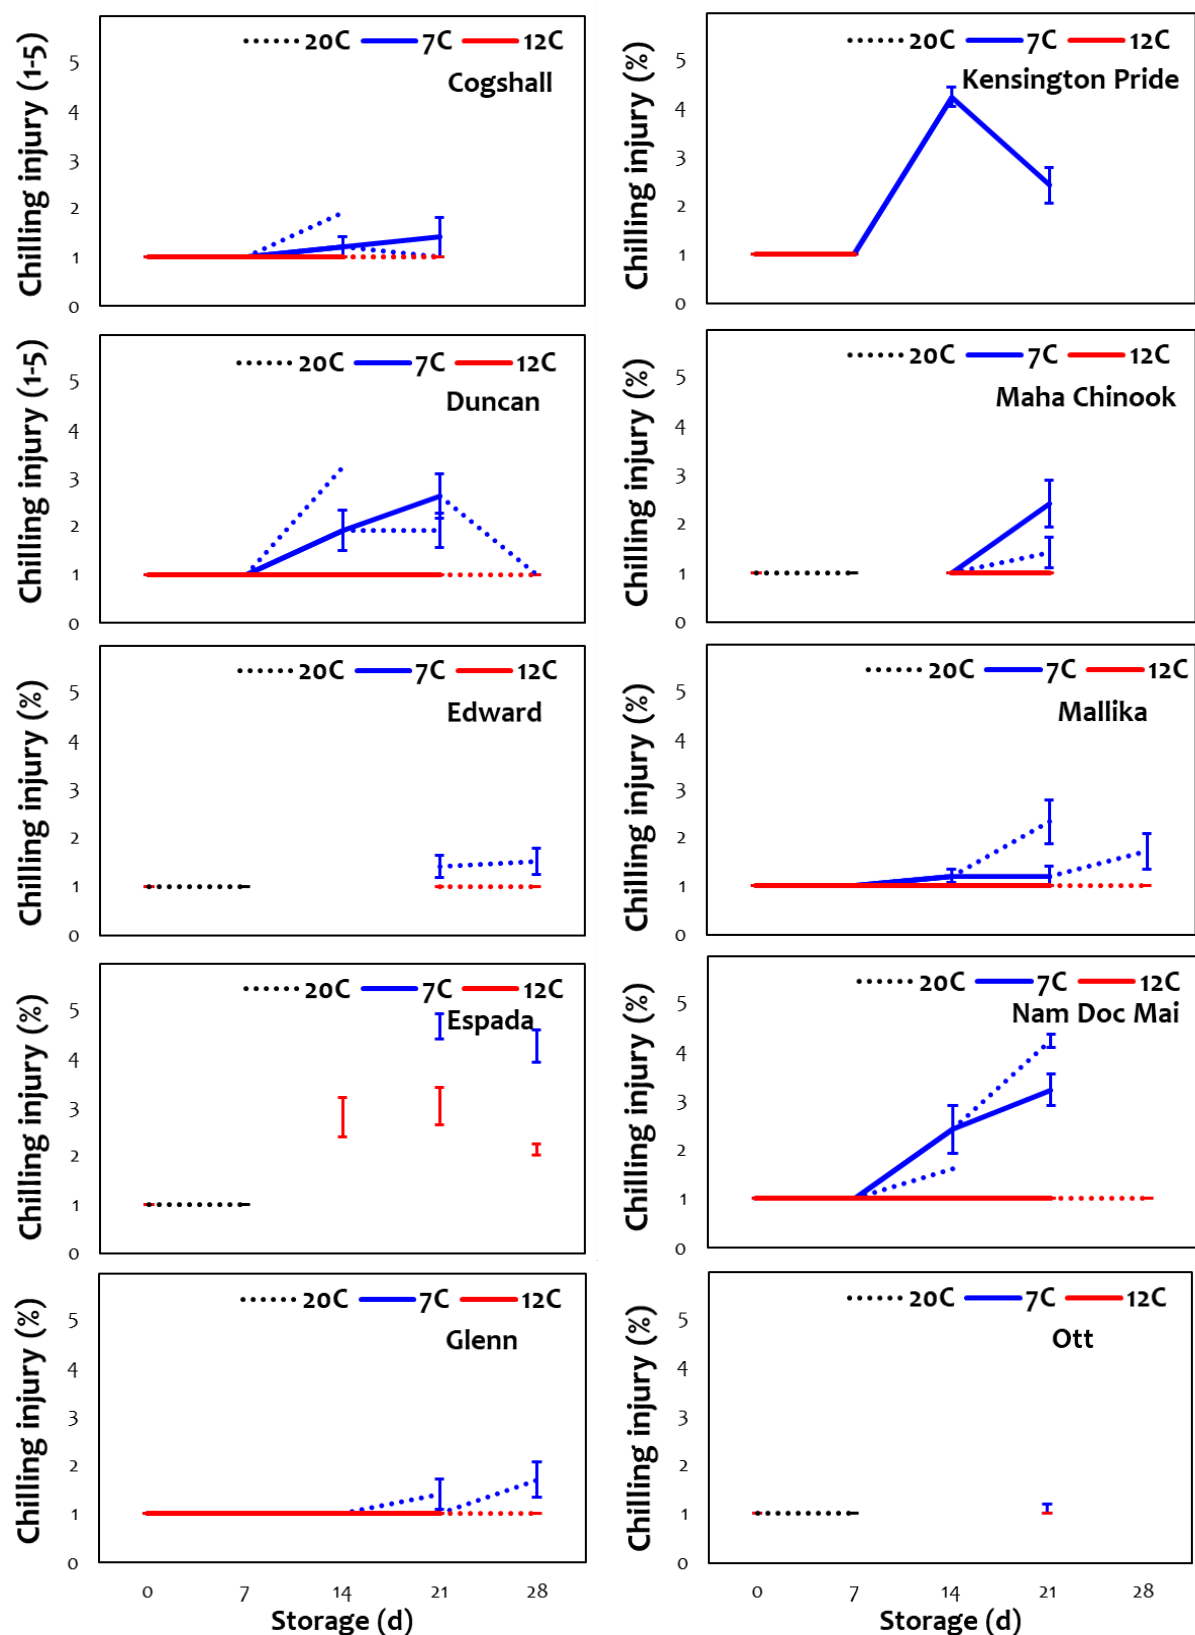 Chilling injury (1-5)
20C 7C 12C
Cogshall
5
4
3
2
1
0
Chilling injury (%)
20C 7C 12C
Kensington Pride
5
4
3
2
1
0
Chilling injury (1-5)
20C 7C 12C
Duncan
5
4
3
2
1
0
Chilling injury (%)
20C 7C 12C
Maha Chinook
5
4
3
2
1
0
Chilling injury (%)
20C 7C 12C
Edward
5
4
3
2
1
0
Chilling injury (%)
20C 7C 12C
Mallika
5
4
3
2
1
0
Chilling injury (%)
20C 7C 12C
Espada
5
4
3
2
1
0
Chilling injury (%)
20C 7C 12C
Nam Doc Mai
5
4
3
2
1
0
Chilling injury (%)
20C 7C 12C
Glenn
5
4
3
2
1
0
0 7 14 21 28
Storage (d)
Chilling injury (%)
20C 7C 12C
Ott
5
4
3
2
1
0
0 7 14 21 28
Storage (d)